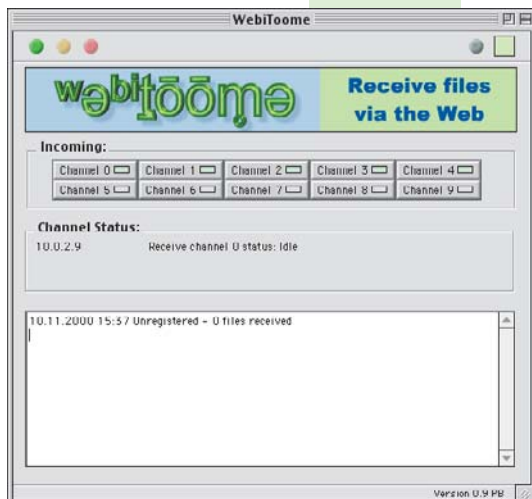 WebiToome
wəbitōōmə
Receive files
via the Web
Incoming:
Channel 0 Channel 1 Channel 2 Channel 3 Channel 4
Channel 5 Channel 6 Channel 7 Channel 8 Channel 9
Channel Status:
10.0.2.9 Receive channel 0 status: Idle
10.11.2000 15:37 Unregistered - 0 files received
Version 0.9 PB